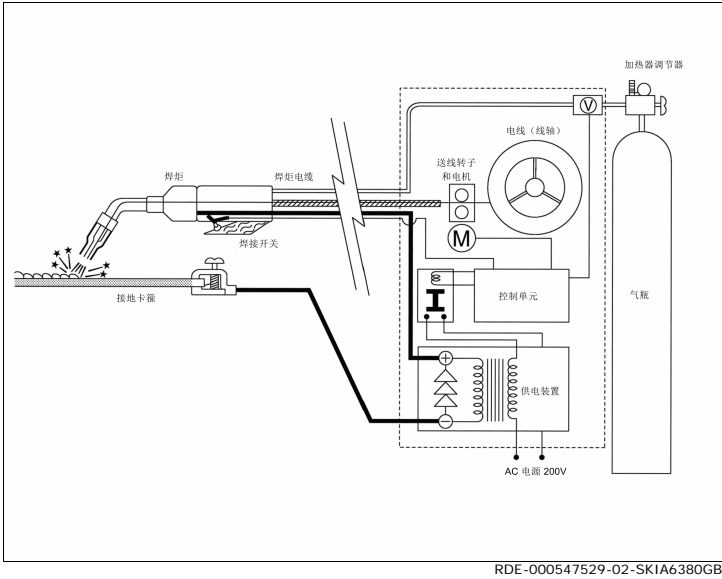 加热器调节器
V
电线（线轴）
送线转子
和电机
焊炬
焊炬电缆
焊接开关
M
接地卡箍
控制单元
气瓶
供电装置
AC 电源 200V
RDE-000547529-02-SKIA6380GB